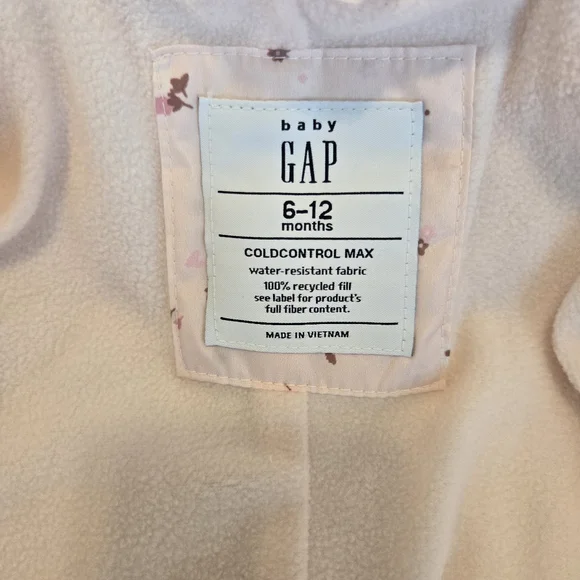 baby
GAP
6–12
months
COLDCONTROL MAX
water-resistant fabric
100% recycled fill
see label for product's
full fiber content.
MADE IN VIETNAM